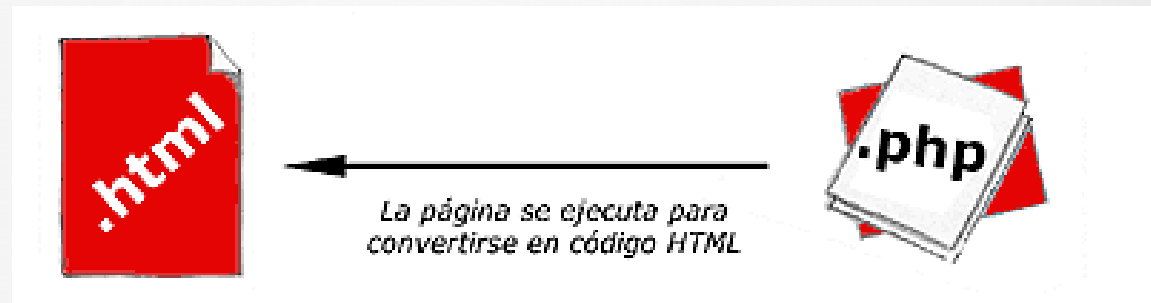 .html
.php
La página se ejecuta para
convertirse en código HTML